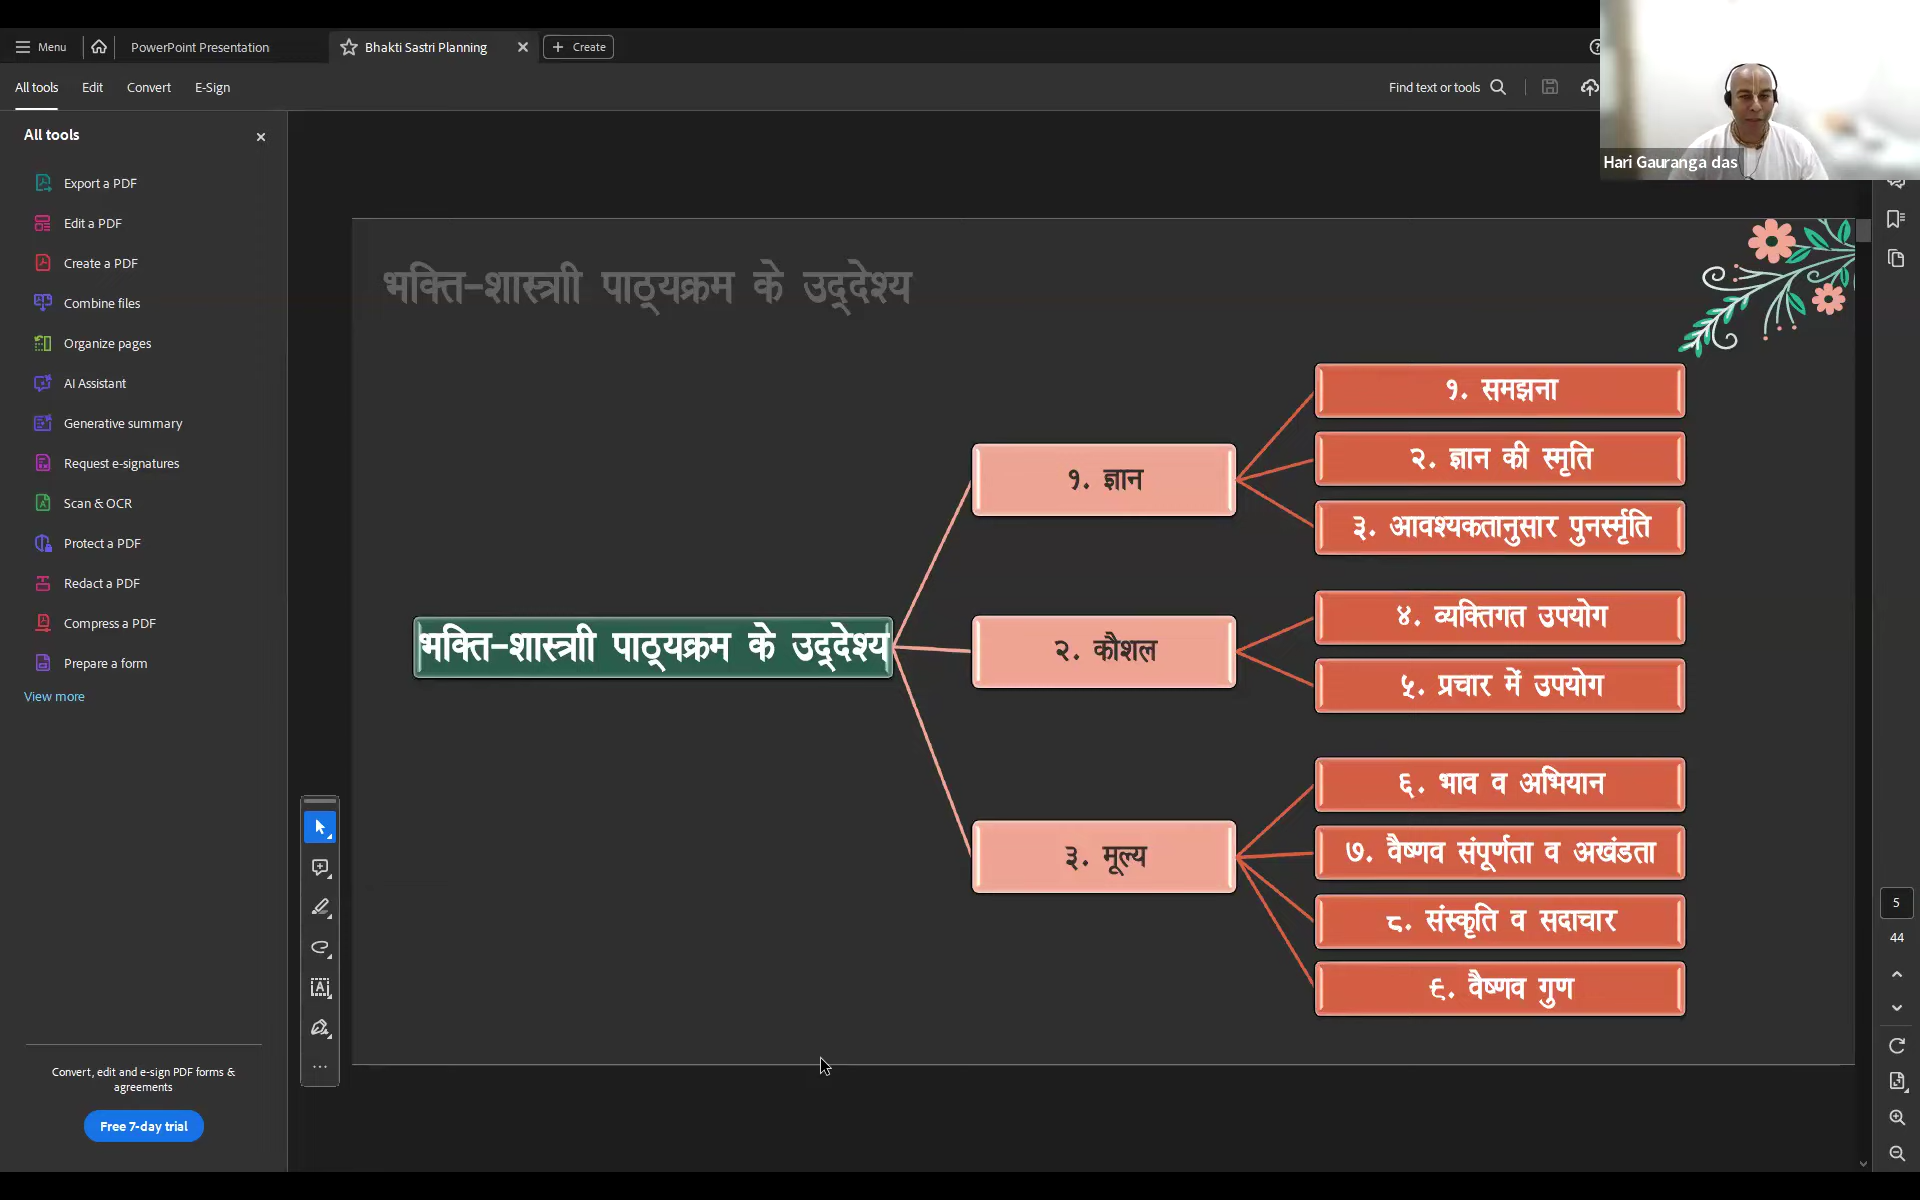 Menu
PowerPoint Presentation
Bhakti Sastri Planning
Create
All tools
Edit
Convert
E-Sign
Find text or tools
Hari Gauranga das
All tools
Export a PDF
Edit a PDF
Create a PDF
Combine files
Organize pages
AI Assistant
Generative summary
Request e-signatures
Scan & OCR
Protect a PDF
Redact a PDF
Compress a PDF
Prepare a form
View more
Convert, edit and e-sign PDF forms &
agreements
Free 7-day trial
भक्ति-शास्त्राी पाठ्यक्रम के उद्देश्य
भक्ति-शास्त्राी पाठ्यक्रम के उद्देश्य
१. ज्ञान
१. समझना
२. ज्ञान की स्मृति
३. आवश्यकतानुसार पुनर्स्मृति
२. कौशल
४. व्यक्तिगत उपयोग
५. प्रचार में उपयोग
३. मूल्य
६. भाव व अभियान
७. वैष्णव संपूर्णता व अखंडता
८. संस्कृति व सदाचार
९. वैष्णव गुण
5
44